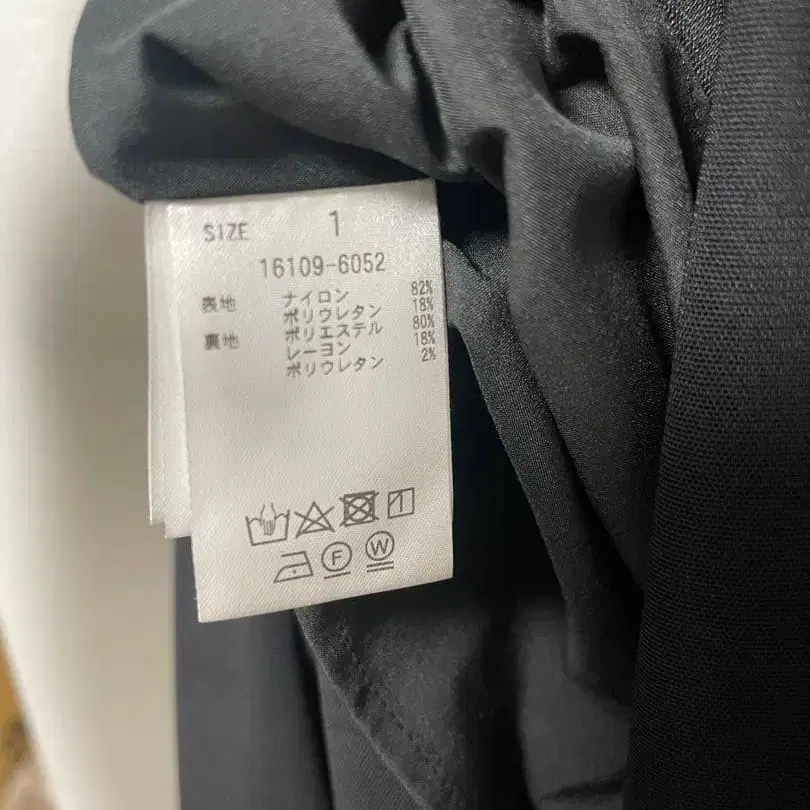 SIZE 1
16109-6052
表地 ナイロン 82%
ポリウレタン 18%
裏地 ポリエステル 80%
レーヨン 18%
ポリウレタン 2%
F W